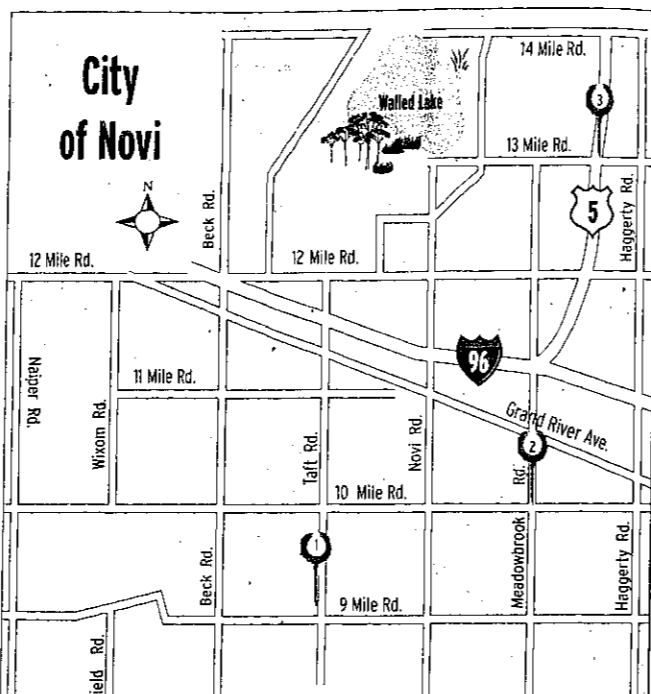 City
of Novi
N
14 Mile Rd.
Walled Lake
3
13 Mile Rd.
Beck Rd.
5
Haggerty Rd.
12 Mile Rd.
12 Mile Rd.
96
Naiper Rd.
11 Mile Rd.
Wixom Rd.
Taft Rd.
Novi Rd.
Grand River Ave.
2
10 Mile Rd.
Meadowbrook Rd.
1
Beck Rd.
9 Mile Rd.
Haggerty Rd.
ield Rd.